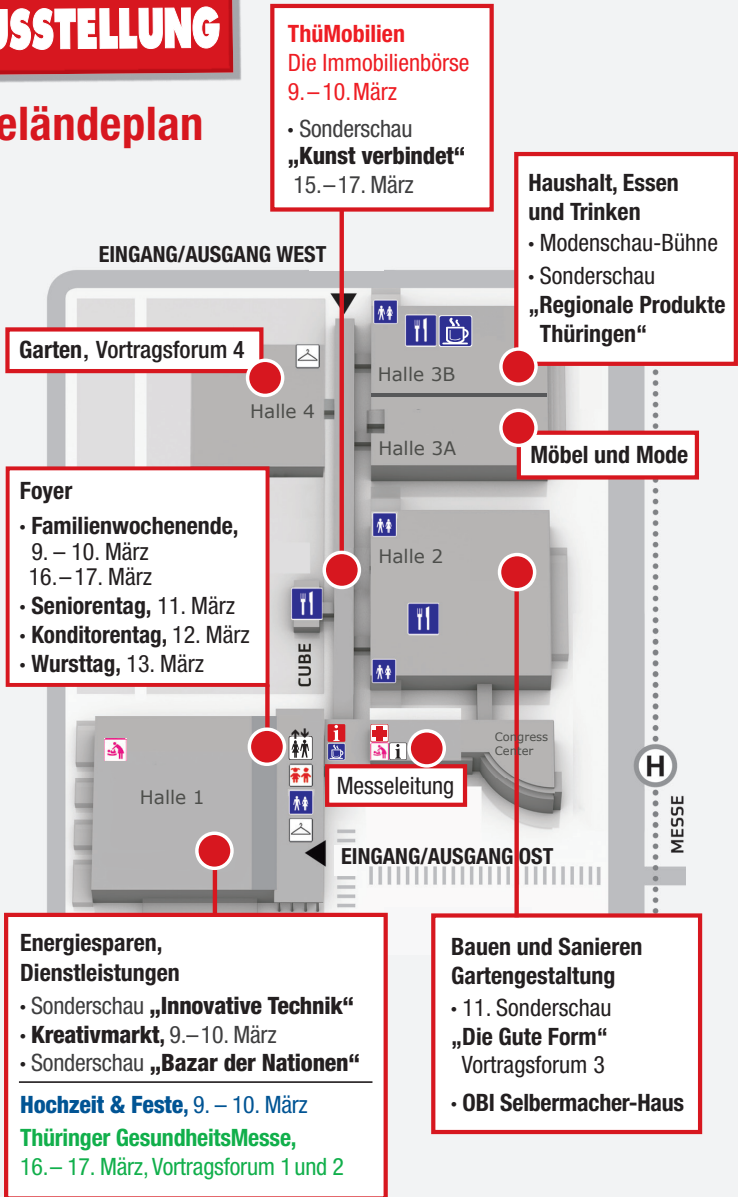 USSTELLUNG
eländeplan
ThüMobilien
Die Immobilienbörse
9.–10. März
• Sonderschau
„Kunst verbindet“
15.–17. März
Haushalt, Essen
und Trinken
• Modenschau-Bühne
• Sonderschau
„Regionale Produkte
Thüringen“
EINGANG/AUSGANG WEST
Garten, Vortragsforum 4
Halle 4
Halle 3B
Halle 3A
Möbel und Mode
Foyer
• Familienwochenende,
9. – 10. März
16.–17. März
• Seniorentag, 11. März
• Konditorentag, 12. März
• Wursttag, 13. März
Halle 2
CUBE
Congress
Center
i
i
Messeleitung
H
MESSE
Halle 1
EINGANG/AUSGANG OST
Energiesparen,
Dienstleistungen
• Sonderschau „Innovative Technik“
• Kreativmarkt, 9.–10. März
• Sonderschau „Bazar der Nationen“
Hochzeit & Feste, 9. – 10. März
Thüringer GesundheitsMesse,
16.– 17. März, Vortragsforum 1 und 2
Bauen und Sanieren
Gartengestaltung
• 11. Sonderschau
„Die Gute Form“
Vortragsforum 3
• OBI Selbermacher-Haus